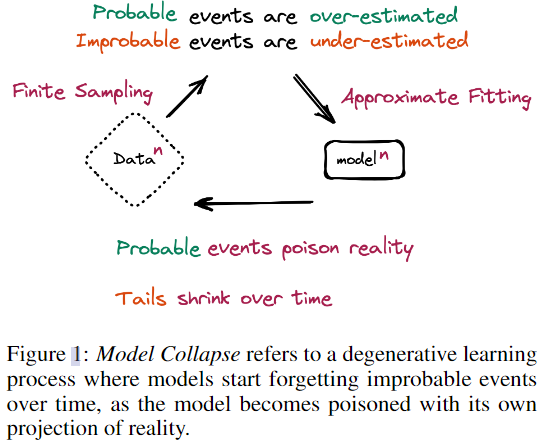 Probable events are over-estimated
Improbable events are under-estimated
Finite Sampling
Approximate Fitting
Data^n
model^n
Probable events poison reality
Tails shrink over time
Figure 1: Model Collapse refers to a degenerative learning
process where models start forgetting improbable events
over time, as the model becomes poisoned with its own
projection of reality.